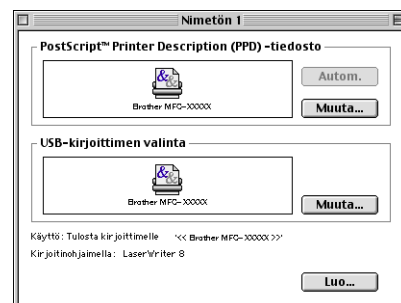 Nimetön 1
PostScript™ Printer Description (PPD) -tiedosto
Autom.
Brother MFC-XXXXX
Muuta...
USB-kirjoittimen valinta
Brother MFC-XXXXX
Muuta...
Käyttö: Tulosta kirjoittimelle '<< Brother MFC-XXXXX >>'
Kirjoitinohjaimella: LaserWriter 8
Luo...